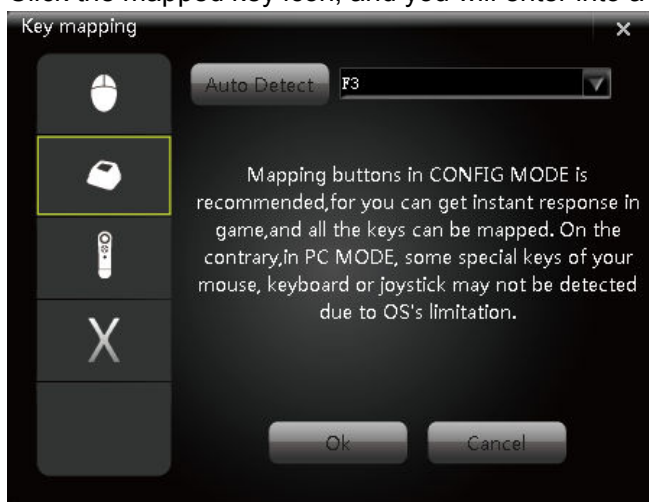 Click the mapped key icon, and you will enter into a
Key mapping
Auto Detect
F3
Mapping buttons in CONFIG MODE is
recommended,for you can get instant response in
game,and all the keys can be mapped. On the
contrary,in PC MODE, some special keys of your
mouse, keyboard or joystick may not be detected
due to OS's limitation.
X
Ok
Cancel